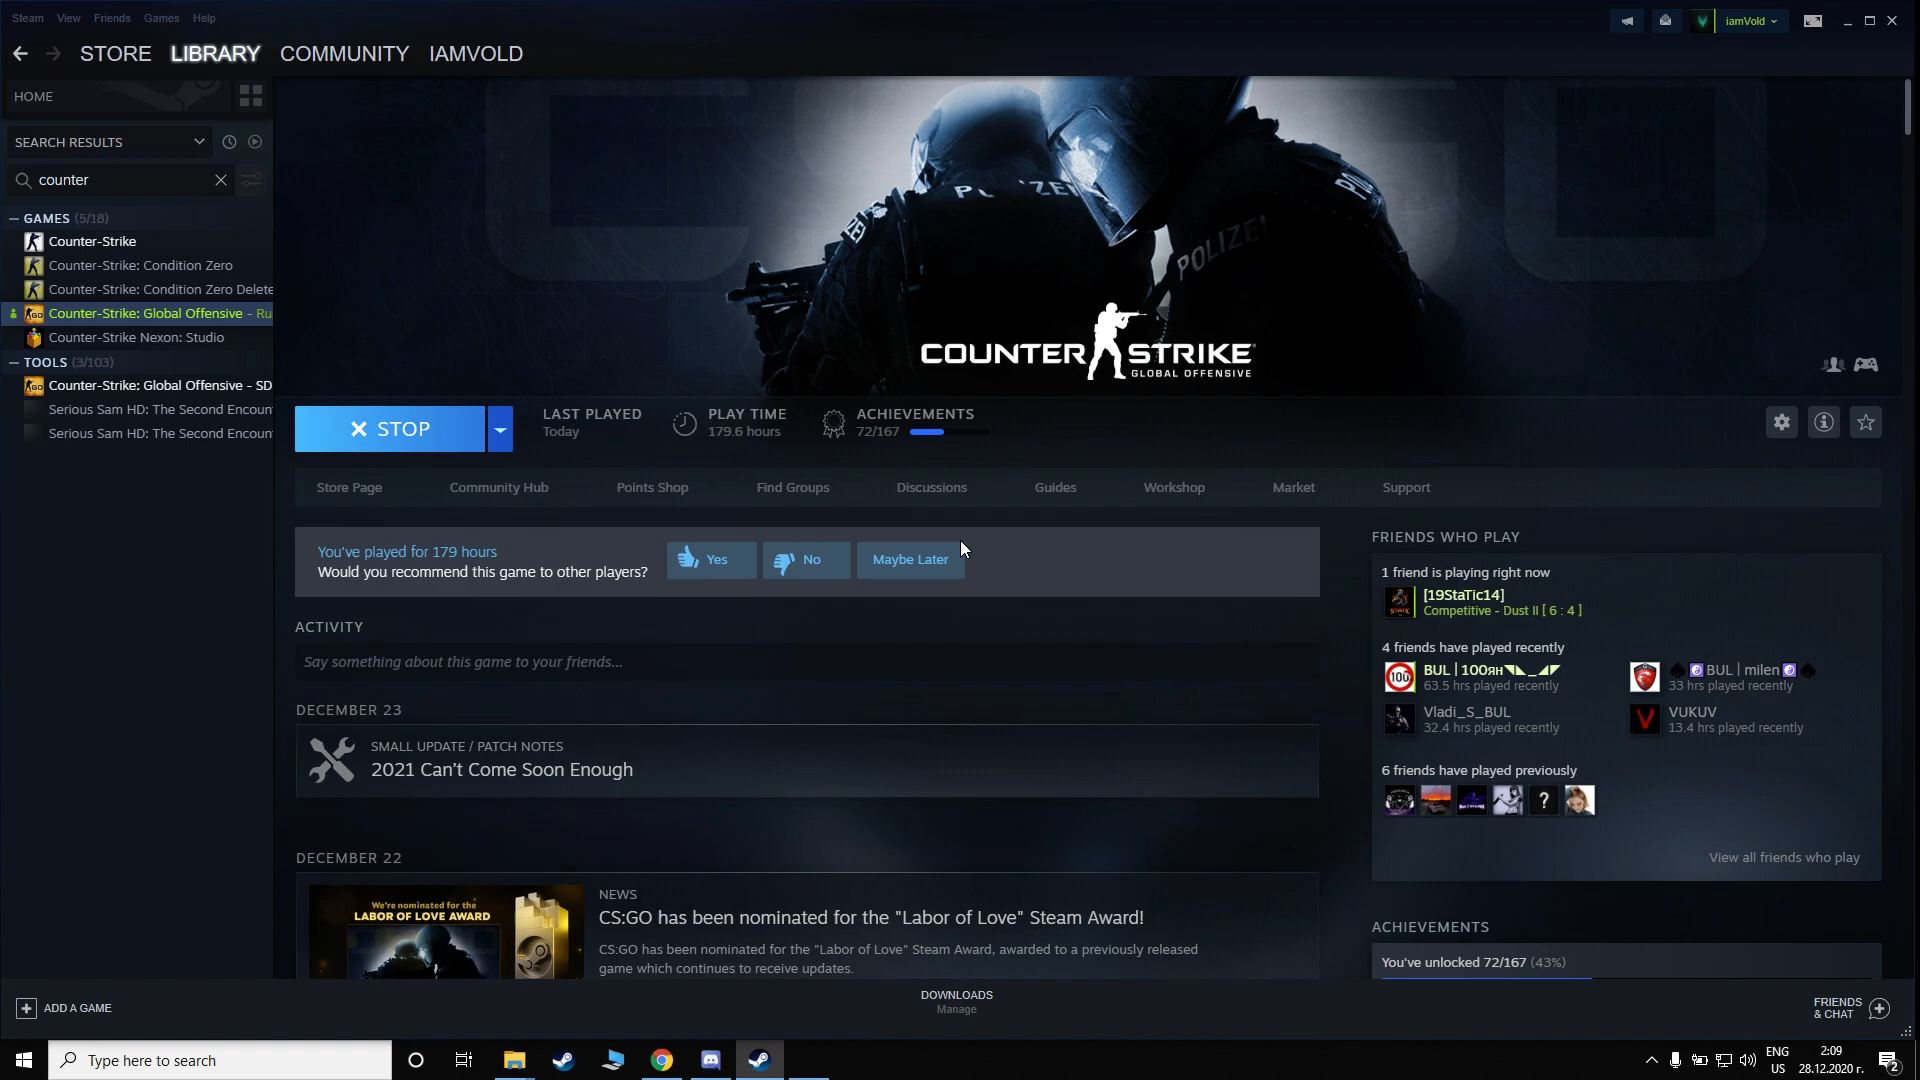 Steam View Friends Games Help
iamVold
STORE LIBRARY COMMUNITY IAMVOLD
HOME
SEARCH RESULTS
counter
GAMES (5/18)
Counter-Strike
Counter-Strike: Condition Zero
Counter-Strike: Condition Zero Delete
Counter-Strike: Global Offensive - Ru
Counter-Strike Nexon: Studio
TOOLS (3/103)
Counter-Strike: Global Offensive - SD
Serious Sam HD: The Second Encoun
Serious Sam HD: The Second Encoun
POLIZEI
COUNTER STRIKE
GLOBAL OFFENSIVE
STOP
LAST PLAYED
Today
PLAY TIME
179.6 hours
ACHIEVEMENTS
72/167
Store Page Community Hub Points Shop Find Groups Discussions Guides Workshop Market Support
You've played for 179 hours
Would you recommend this game to other players?
Yes No Maybe Later
ACTIVITY
Say something about this game to your friends...
DECEMBER 23
SMALL UPDATE / PATCH NOTES
2021 Can't Come Soon Enough
DECEMBER 22
We're nominated for the
LABOR OF LOVE AWARD
NEWS
CS:GO has been nominated for the "Labor of Love" Steam Award!
CS:GO has been nominated for the "Labor of Love" Steam Award, awarded to a previously released
game which continues to receive updates.
FRIENDS WHO PLAY
1 friend is playing right now
[19StaTic14]
Competitive - Dust II [ 6 : 4 ]
4 friends have played recently
BUL | 100ян◥◣_◢◤
63.5 hrs played recently
BUL | milen
33 hrs played recently
Vladi_S_BUL
32.4 hrs played recently
VUKUV
13.4 hrs played recently
6 friends have played previously
View all friends who play
ACHIEVEMENTS
You've unlocked 72/167 (43%)
ADD A GAME
DOWNLOADS
Manage
FRIENDS
& CHAT
Type here to search
ENG
US
2:09
28.12.2020 г.
2